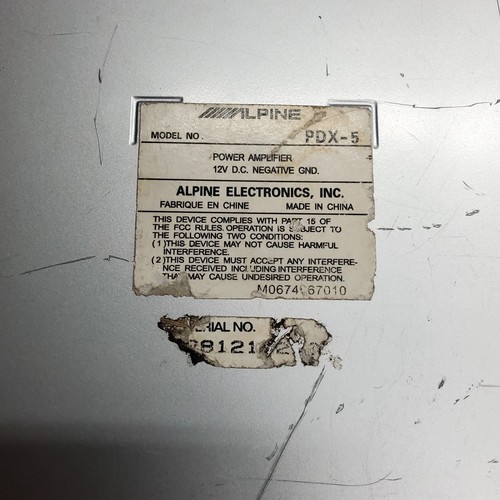 ALPINE
MODEL NO. PDX-5
POWER AMPLIFIER
12V D.C. NEGATIVE GND.
ALPINE ELECTRONICS, INC.
FABRIQUE EN CHINE MADE IN CHINA
THIS DEVICE COMPLIES WITH PART 15 OF
THE FCC RULES. OPERATION IS SUBJECT TO
THE FOLLOWING TWO CONDITIONS:
(1)THIS DEVICE MAY NOT CAUSE HARMFUL
INTERFERENCE.
(2)THIS DEVICE MUST ACCEPT ANY INTERFERE-
NCE RECEIVED INCLUDING INTERFERENCE
THAT MAY CAUSE UNDESIRED OPERATION.
NO.